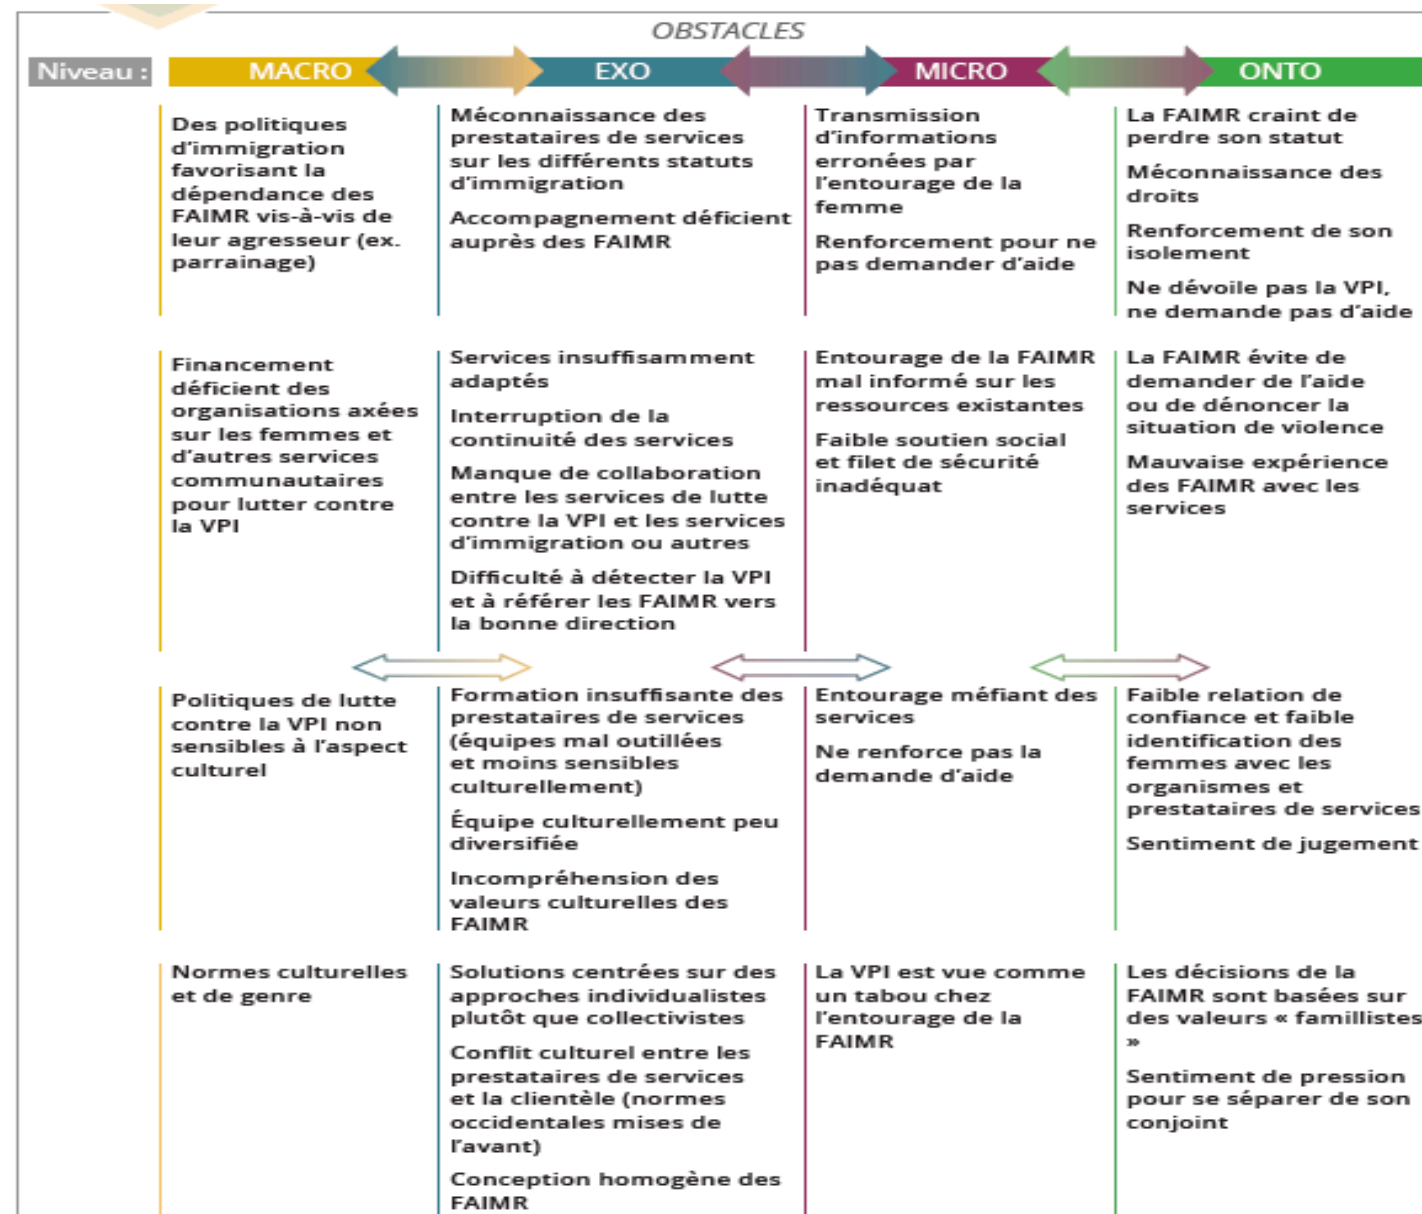 OBSTACLES
Niveau :
MACRO
EXO
MICRO
ONTO
Des politiques
d'immigration
favorisant la
dépendance des
FAIMR vis-à-vis de
leur agresseur (ex.
parrainage)
Méconnaissance des
prestataires de services
sur les différents statuts
d'immigration
Accompagnement déficient
auprès des FAIMR
Transmission
d'informations
erronées par
l'entourage de la
femme
Renforcement pour ne
pas demander d'aide
La FAIMR craint de
perdre son statut
Méconnaissance des
droits
Renforcement de son
isolement
Ne dévoile pas la VPI,
ne demande pas d'aide
Financement
déficient des
organisations axées
sur les femmes et
d'autres services
communautaires
pour lutter contre
la VPI
Services insuffisamment
adaptés
Interruption de la
continuité des services
Manque de collaboration
entre les services de lutte
contre la VPI et les services
d'immigration ou autres
Difficulté à détecter la VPI
et à référer les FAIMR vers
la bonne direction
Entourage de la FAIMR
mal informé sur les
ressources existantes
Faible soutien social
et filet de sécurité
inadéquat
La FAIMR évite de
demander de l'aide
ou de dénoncer la
situation de violence
Mauvaise expérience
des FAIMR avec les
services
Politiques de lutte
contre la VPI non
sensibles à l'aspect
culturel
Formation insuffisante des
prestataires de services
(équipes mal outillées
et moins sensibles
culturellement)
Équipe culturellement peu
diversifiée
Incompréhension des
valeurs culturelles des
FAIMR
Entourage méfiant des
services
Ne renforce pas la
demande d'aide
Faible relation de
confiance et faible
identification des
femmes avec les
organismes et
prestataires de services
Sentiment de jugement
Normes culturelles
et de genre
Solutions centrées sur des
approches individualistes
plutôt que collectivistes
Conflit culturel entre les
prestataires de services
et la clientèle (normes
occidentales mises de
l'avant)
Conception homogène des
FAIMR
La VPI est vue comme
un tabou chez
l'entourage de la
FAIMR
Les décisions de la
FAIMR sont basées sur
des valeurs « famillistes
»
Sentiment de pression
pour se séparer de son
conjoint